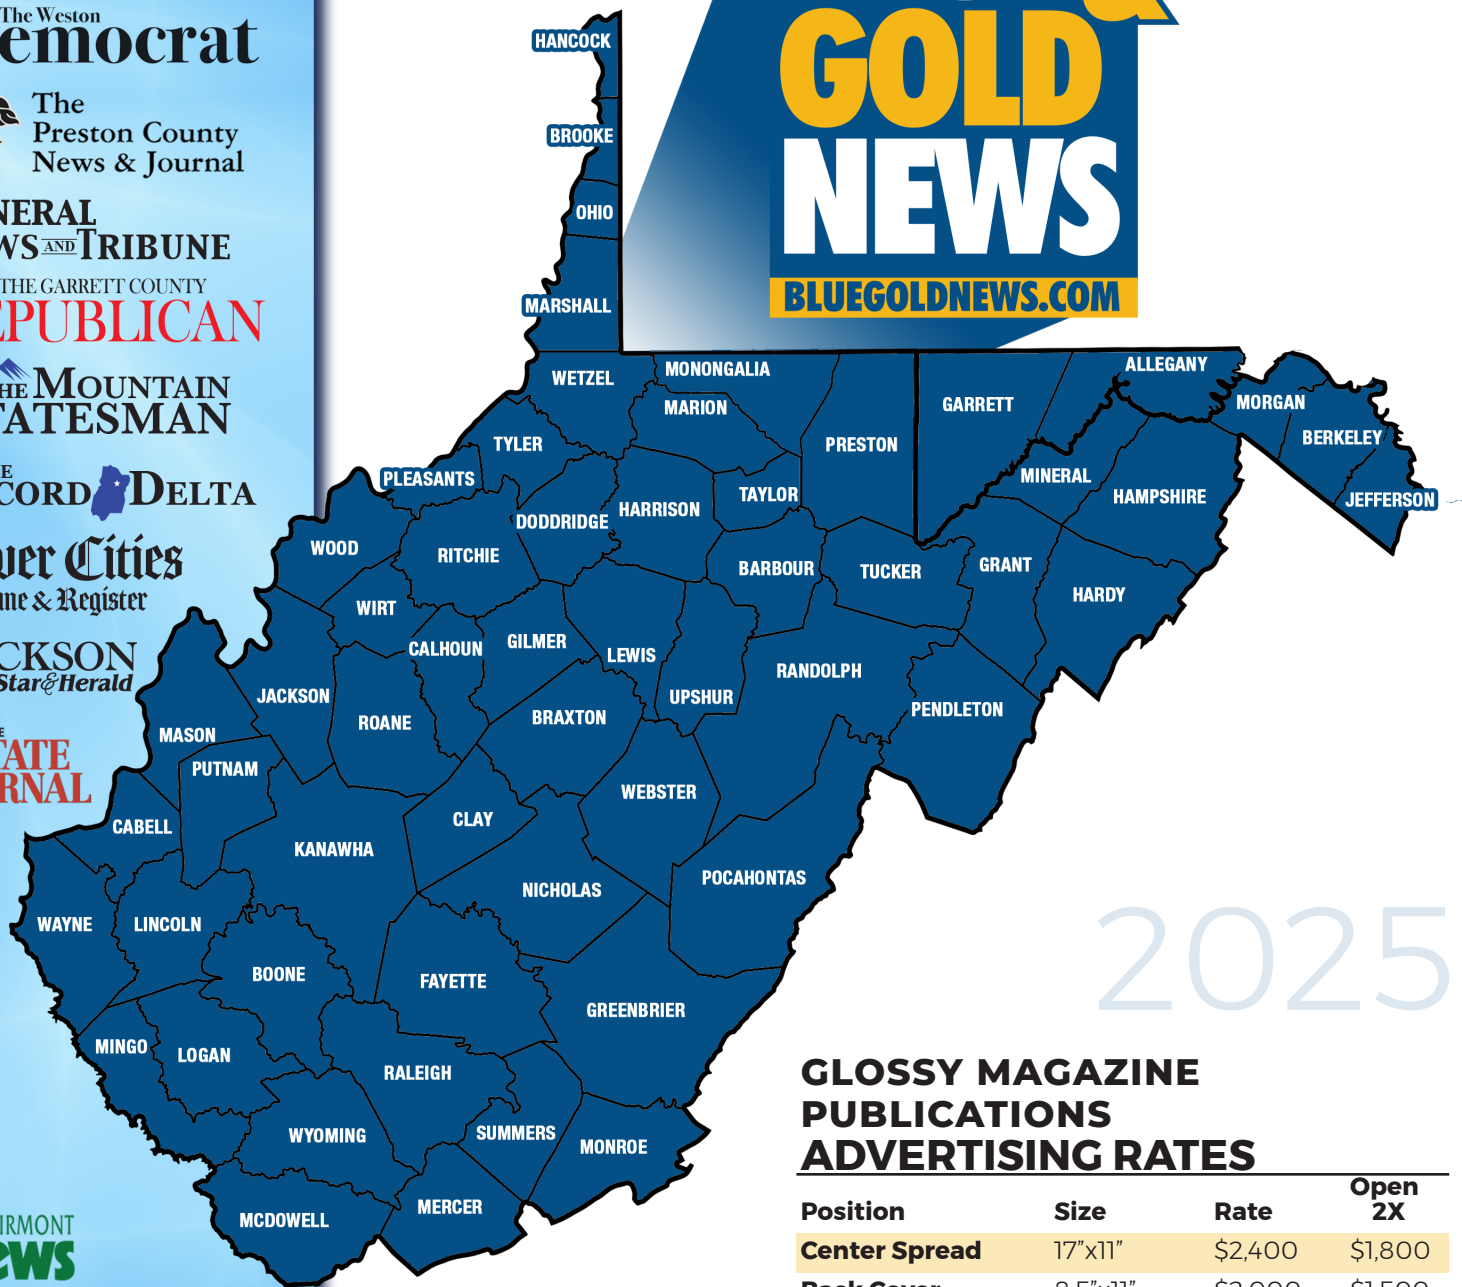 The Weston
emocrat
The
Preston County
News & Journal
NERAL
WS AND TRIBUNE
THE GARRETT COUNTY
EPUBLICAN
HE MOUNTAIN
TATESMAN
E
CORD DELTA
ver Cities
une & Register
CKSON
Star & Herald
E
TATE
RNAL
IRMONT
ews
GOLD
NEWS
BLUEGOLDNEWS.COM
HANCOCK
BROOKE
OHIO
MARSHALL
WETZEL
MONONGALIA
MARION
TYLER
PLEASANTS
PRESTON
GARRETT
ALLEGANY
MORGAN
BERKELEY
JEFFERSON
MINERAL
HAMPSHIRE
TAYLOR
HARRISON
DODDRIDGE
WOOD
RITCHIE
BARBOUR
TUCKER
GRANT
HARDY
WIRT
CALHOUN
GILMER
LEWIS
UPSHUR
RANDOLPH
PENDLETON
JACKSON
ROANE
BRAXTON
MASON
PUTNAM
WEBSTER
CABELL
KANAWHA
CLAY
NICHOLAS
POCAHONTAS
WAYNE
LINCOLN
BOONE
FAYETTE
GREENBRIER
MINGO
LOGAN
RALEIGH
WYOMING
SUMMERS
MONROE
MCDOWELL
MERCER
2025
GLOSSY MAGAZINE
PUBLICATIONS
ADVERTISING RATES
Position Size Rate Open 2X
Center Spread 17”x11” $2,400 $1,800